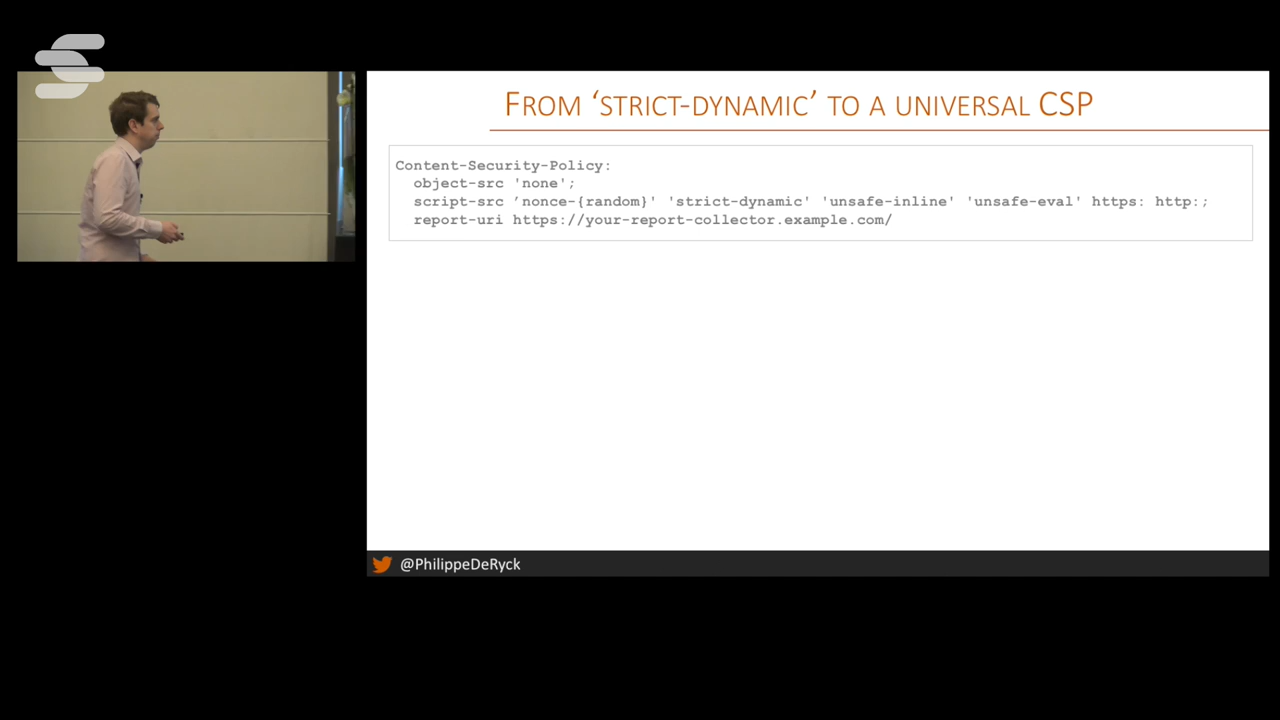 FROM ‘STRICT-DYNAMIC’ TO A UNIVERSAL CSP
Content-Security-Policy:
object-src 'none';
script-src ’nonce-{random}' 'strict-dynamic' 'unsafe-inline' 'unsafe-eval' https: http:;
report-uri https://your-report-collector.example.com/
@PhilippeDeRyck